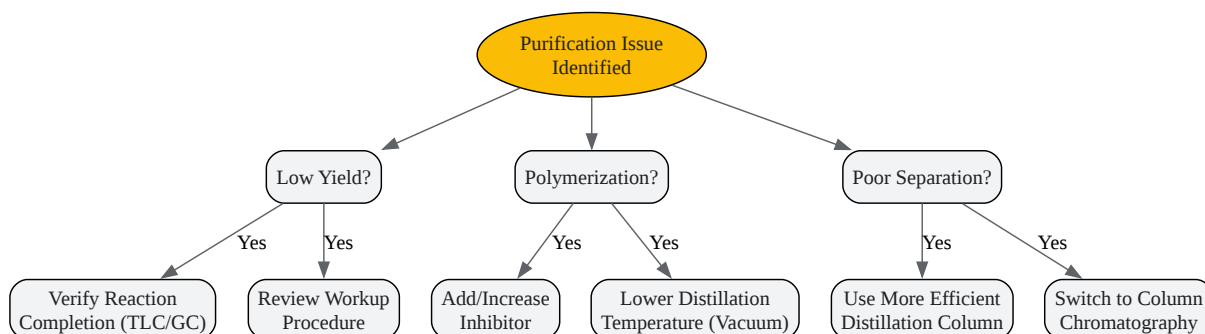 Purification Issue
Identified
Low Yield?
Polymerization?
Poor Separation?
Yes
Yes
Yes
Yes
Yes
Yes
Verify Reaction
Completion (TLC/GC)
Review Workup
Procedure
Add/Increase
Inhibitor
Lower Distillation
Temperature (Vacuum)
Use More Efficient
Distillation Column
Switch to Column
Chromatography